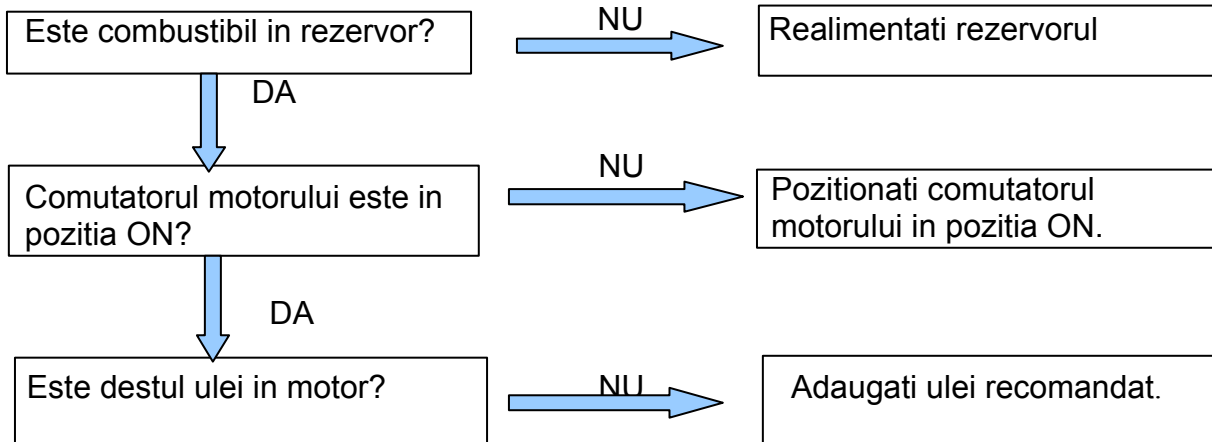 Este combustibil in rezervor?
NU
Realimentati rezervorul
DA
Comutatorul motorului este in
pozitia ON?
NU
Pozitionati comutatorul
motorului in pozitia ON.
DA
Este destul ulei in motor?
NU
Adaugati ulei recomandat.